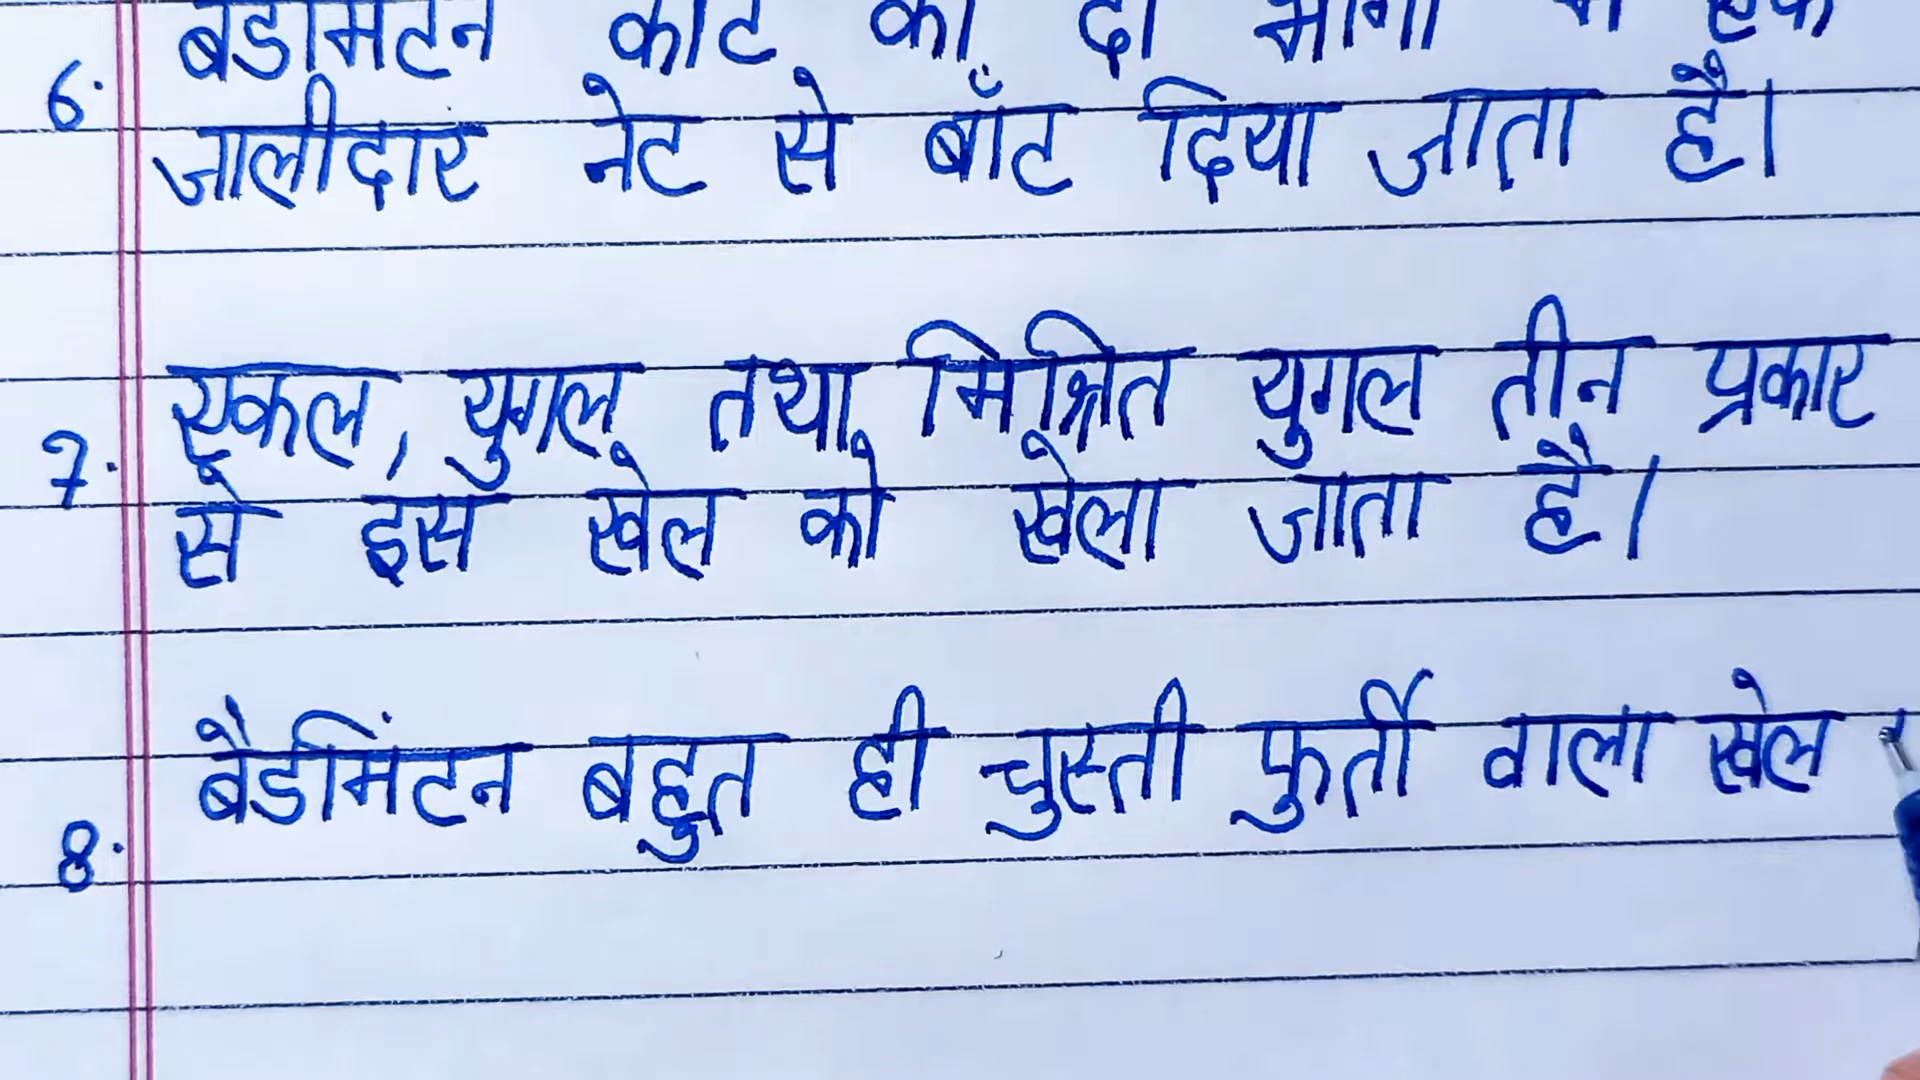 6. बैडमिंटन कोर्ट को दो भागों में एक
जालीदार नेट से बाँट दिया जाता है।
7. एकल, युगल तथा मिश्रित युगल तीन प्रकार
से इस खेल को खेला जाता है।
8. बैडमिंटन बहुत ही चुस्ती फुर्ती वाला खेल